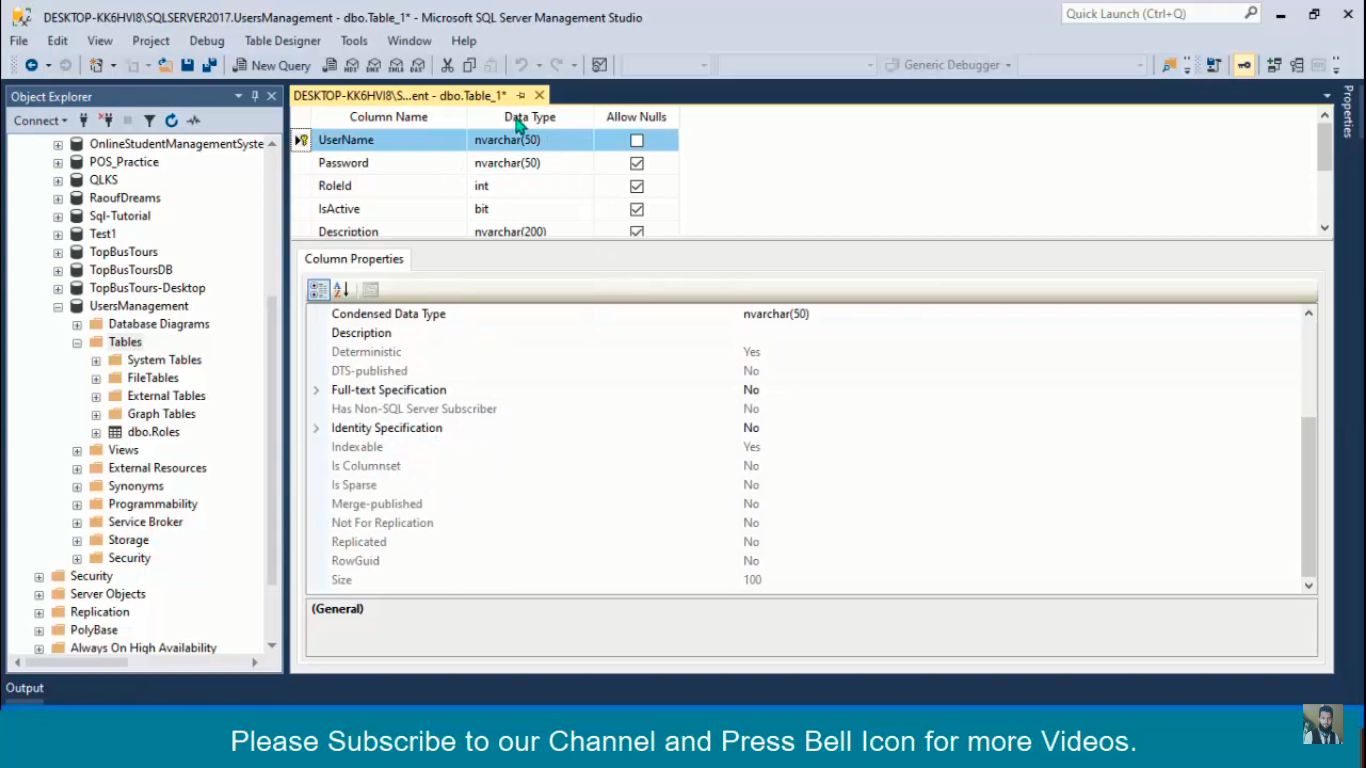 DESKTOP-KK6HVI8\SQLSERVER2017.UsersManagement - dbo.Table_1* - Microsoft SQL Server Management Studio
Quick Launch (Ctrl+Q)
File Edit View Project Debug Table Designer Tools Window Help
New Query
Generic Debugger
Object Explorer
Connect
OnlineStudentManagementSyste
POS_Practice
QLKS
RaoufDreams
Sql-Tutorial
Test1
TopBusTours
TopBusToursDB
TopBusTours-Desktop
UsersManagement
Database Diagrams
Tables
System Tables
FileTables
External Tables
Graph Tables
dbo.Roles
Views
External Resources
Synonyms
Programmability
Service Broker
Storage
Security
Security
Server Objects
Replication
PolyBase
Always On High Availability
DESKTOP-KK6HVI8\S...ent - dbo.Table_1*
Column Name Data Type Allow Nulls
UserName nvarchar(50)
Password nvarchar(50)
RoleId int
IsActive bit
Description nvarchar(200)
Column Properties
Condensed Data Type nvarchar(50)
Description
Deterministic Yes
DTS-published No
Full-text Specification No
Has Non-SQL Server Subscriber No
Identity Specification No
Indexable Yes
Is Columnset No
Is Sparse No
Merge-published No
Not For Replication No
Replicated No
RowGuid No
Size 100
(General)
Properties
Output
Please Subscribe to our Channel and Press Bell Icon for more Videos.